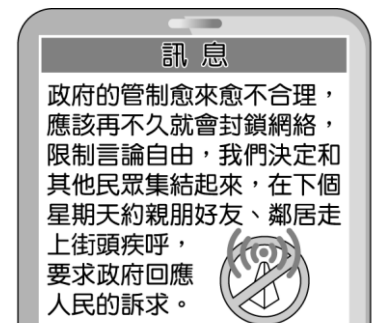 訊息
政府的管制愈來愈不合理，
應該再不久就會封鎖網絡，
限制言論自由，我們決定和
其他民眾集結起來，在下個
星期天約親朋好友、鄰居走
上街頭疾呼，
要求政府回應
人民的訴求。